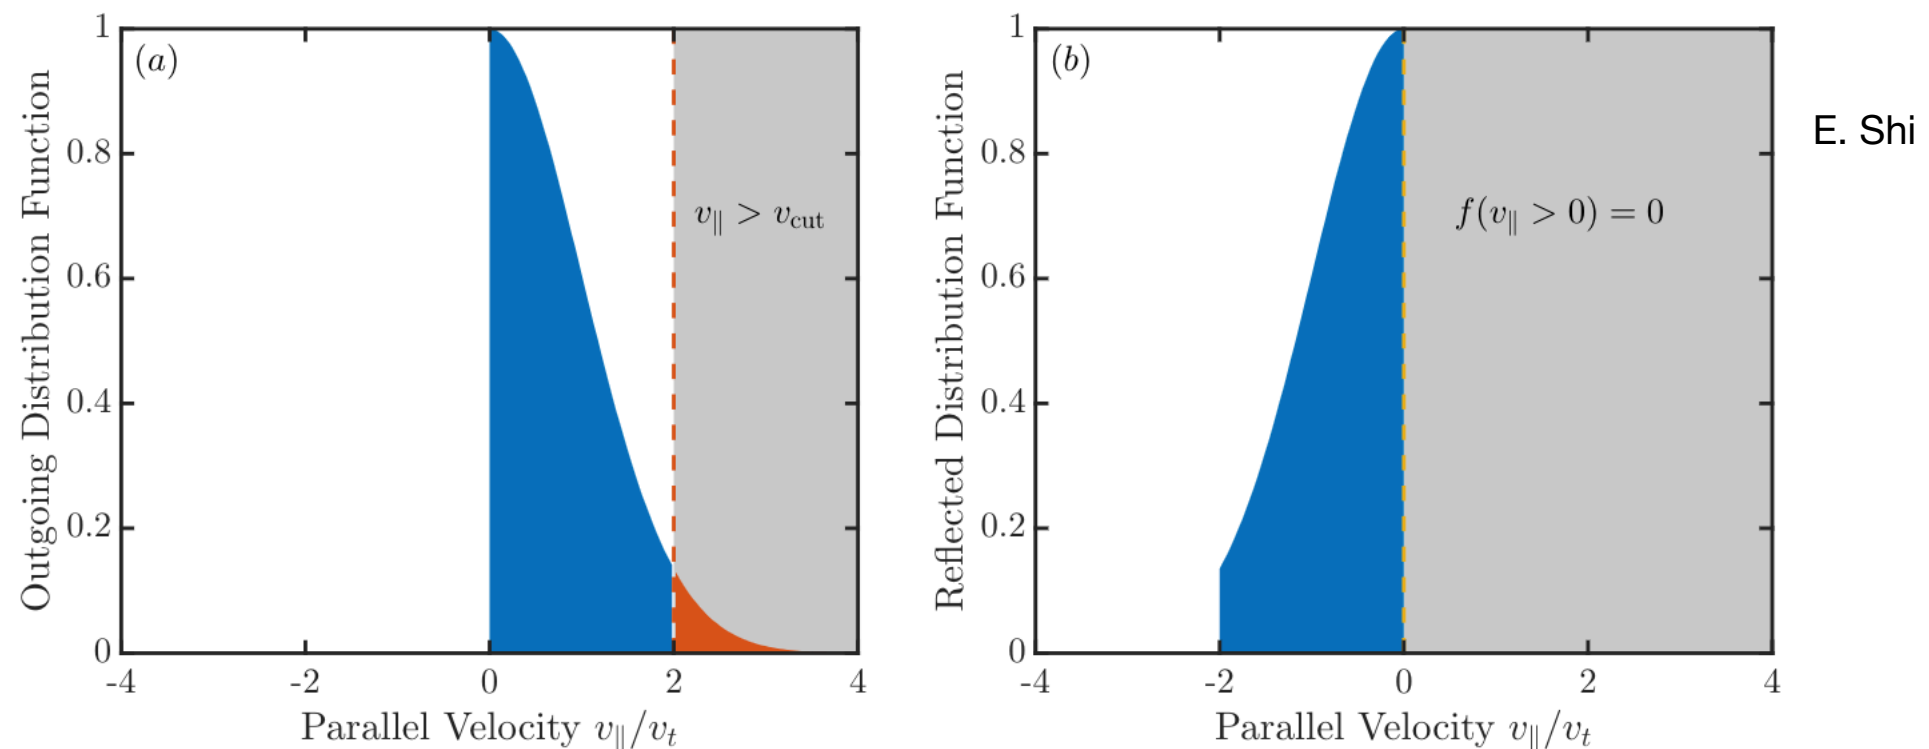 1
(a)
0.8
0.6
0.4
0.2
0
-4
-2
0
2
4
Outgoing Distribution Function
Parallel Velocity v∥/vt
v∥ > vcut
1
(b)
0.8
0.6
0.4
0.2
0
-4
-2
0
2
4
Reflected Distribution Function
Parallel Velocity v∥/vt
f(v∥ > 0) = 0
E. Shi